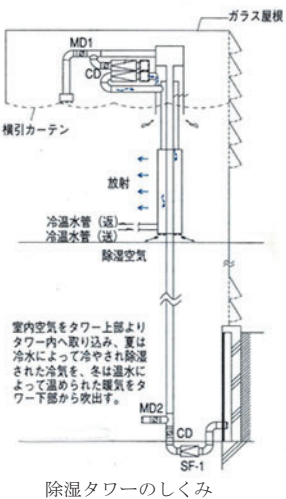 ガラス屋根
MD1
CD
横引カーテン
放射
冷温水管（返）
冷温水管（送）
除湿空気
室内空気をタワー上部より
タワー内へ取り込み、夏は
冷水によって冷やされ除湿
された冷気を、冬は温水に
よって温められた暖気をタ
ワー下部から吹出す。
MD2
CD
SF-1
除湿タワーのしくみ